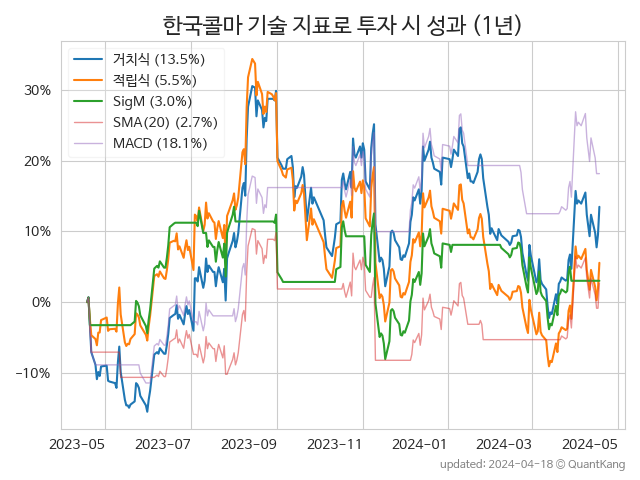 한국콜마 기술 지표로 투자 시 성과 (1년)
거치식 (13.5%)
적립식 (5.5%)
SigM (3.0%)
SMA(20) (2.7%)
MACD (18.1%)
30%
20%
10%
0%
−10%
2023-05 2023-07 2023-09 2023-11 2024-01 2024-03 2024-05
updated: 2024-04-18 ⓒ QuantKang